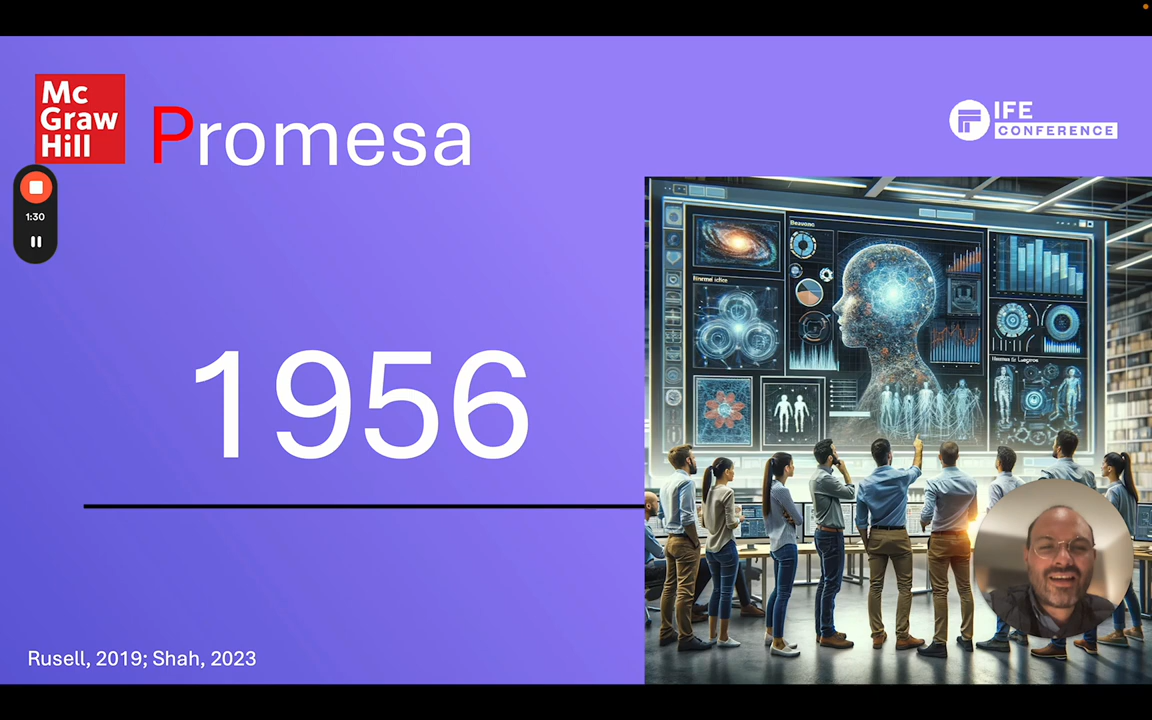 Mc
Graw
Hill
Promesa
IFE
CONFERENCE
1:30
1956
Rusell, 2019; Shah, 2023